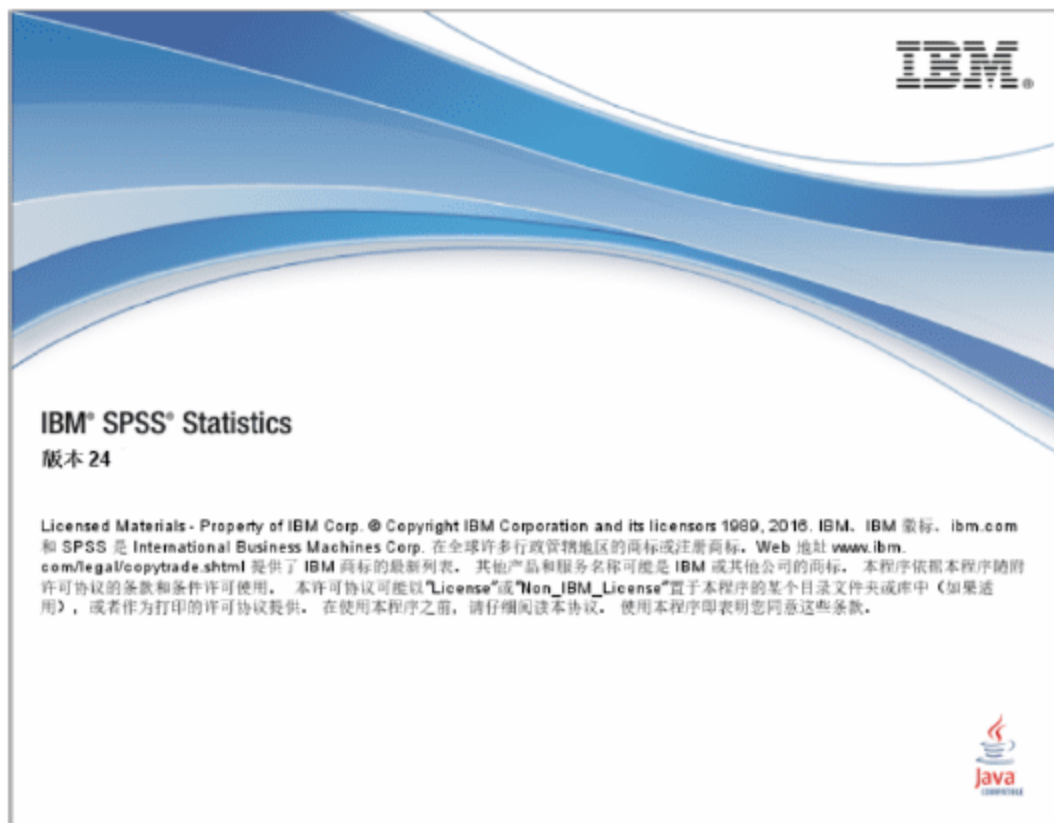 IBM®
IBM® SPSS® Statistics
版本 24
Licensed Materials - Property of IBM Corp. © Copyright IBM Corporation and its licensors 1989, 2016. IBM、IBM 徽标、ibm.com
和 SPSS 是 International Business Machines Corp. 在全球许多行政管辖地区的商标或注册商标。Web 地址 www.ibm.
com/legal/copytrade.shtml 提供了 IBM 商标的最新列表。 其他产品和服务名称可能是 IBM 或其他公司的商标。 本程序依照本程序随附
许可协议的条款和条件许可使用。 本许可协议可能以"License"或"Non_IBM_License"置于本程序的某个目录文件夹或库中（如果适
用），或者作为打印的许可协议提供。 在使用本程序之前，请仔细阅读本协议。 使用本程序即表明您同意这些条款。
Java
COMPATIBLE